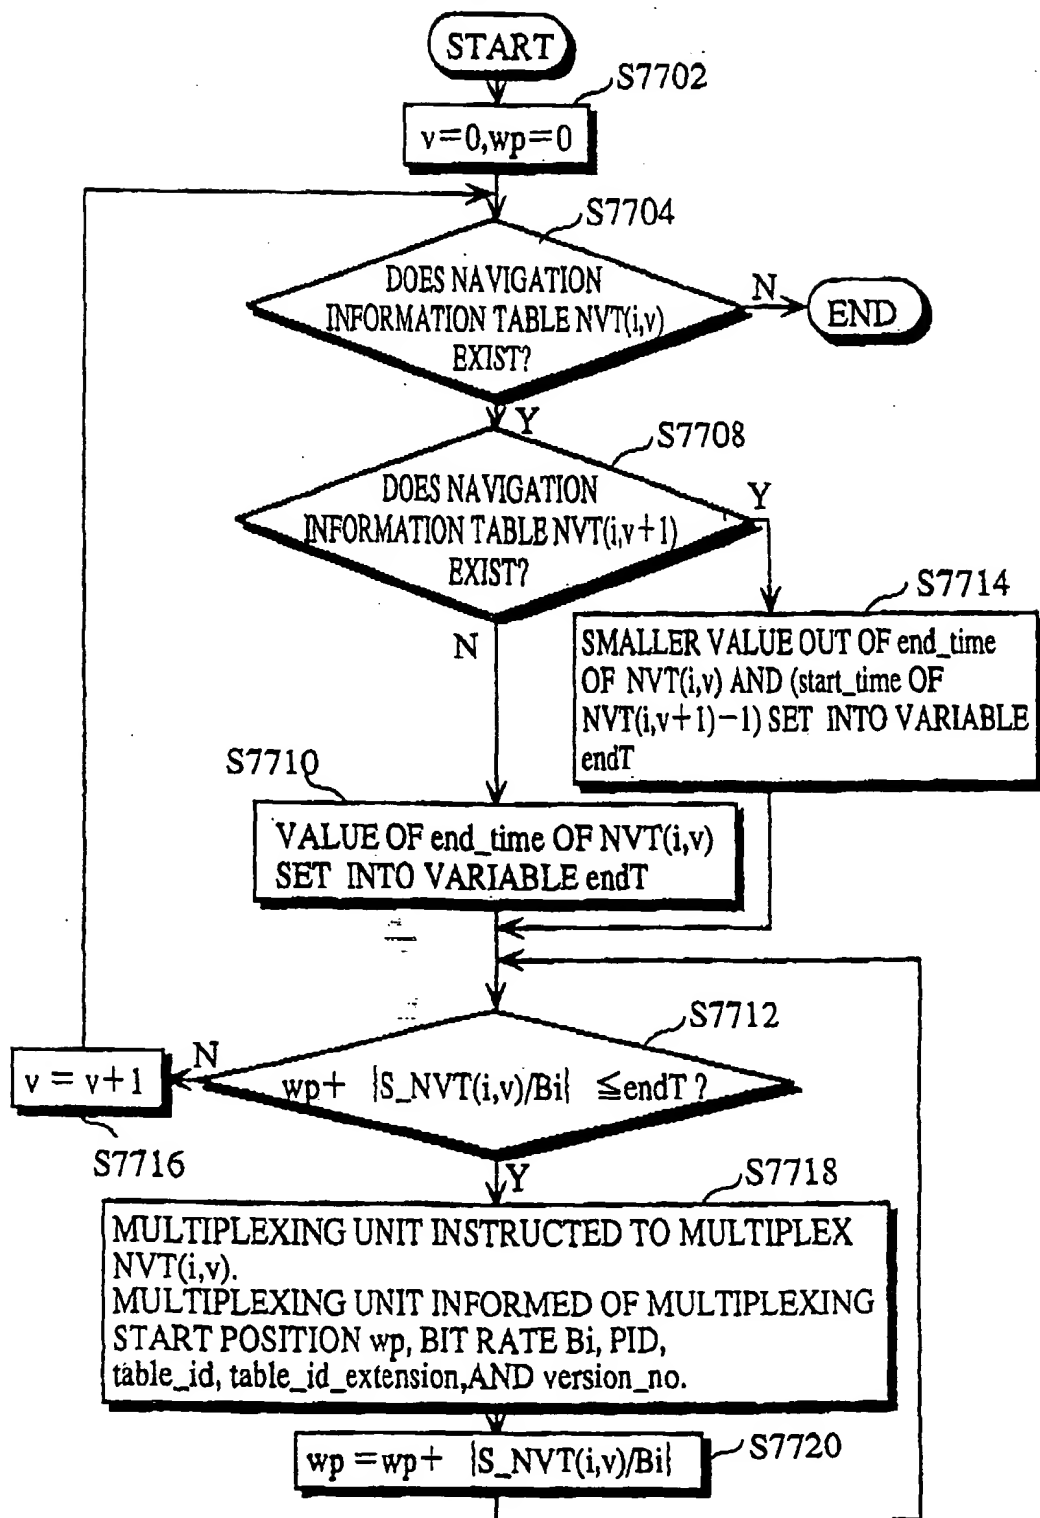 START
S7702
v=0,wp=0
S7704
DOES NAVIGATION
INFORMATION TABLE NVT(i,v)
EXIST?
N
END
Y
S7708
DOES NAVIGATION
INFORMATION TABLE NVT(i,v+1)
EXIST?
Y
N
S7714
SMALLER VALUE OUT OF end_time
OF NVT(i,v) AND (start_time OF
NVT(i,v+1)-1) SET INTO VARIABLE
endT
S7710
VALUE OF end_time OF NVT(i,v)
SET INTO VARIABLE endT
S7712
wp+ |S_NVT(i,v)/Bi| ≦endT ?
N
v = v+1
S7716
Y
S7718
MULTIPLEXING UNIT INSTRUCTED TO MULTIPLEX
NVT(i,v).
MULTIPLEXING UNIT INFORMED OF MULTIPLEXING
START POSITION wp, BIT RATE Bi, PID,
table_id, table_id_extension,AND version_no.
wp =wp+ |S_NVT(i,v)/Bi|
S7720